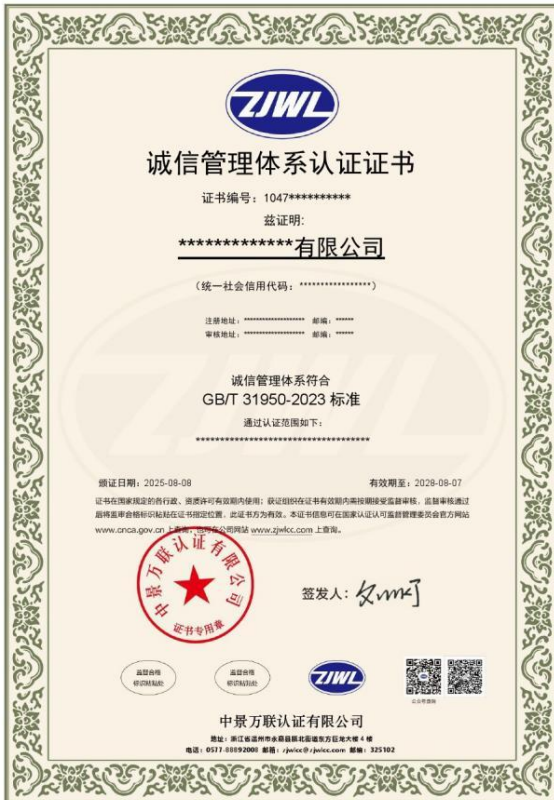 ZJWL
诚信管理体系认证证书
证书编号：1047**********
兹证明:
*************有限公司
（统一社会信用代码：*****************）
注册地址：******************** 邮编：******
审核地址：******************** 邮编：******
诚信管理体系符合
GB/T 31950-2023 标准
通过认证范围如下:
**************************************
颁证日期：2025-08-08 有效期至：2028-08-07
证书在国家规定的各行政、资质许可有效期内使用；获证组织在证书有效期内需按期接受监督审核，监督审核通过
后将监审合格标识粘贴在证书指定位置，此证书方为有效。本证书信息可在国家认证认可监督管理委员会官方网站
www.cnca.gov.cn 上查询，也可在公司网站 www.zjwlcc.com 上查询。
中景万联认证有限公司
证书专用章
签发人：
监督合格
标识粘贴处
监督合格
标识粘贴处
ZJWL
中景万联认证有限公司
地址：浙江省温州市永嘉县瓯北街道东方巨龙大楼 4 楼
电话：0577-88892008 邮箱：zjwlcc@zjwlcc.com 邮编：325102